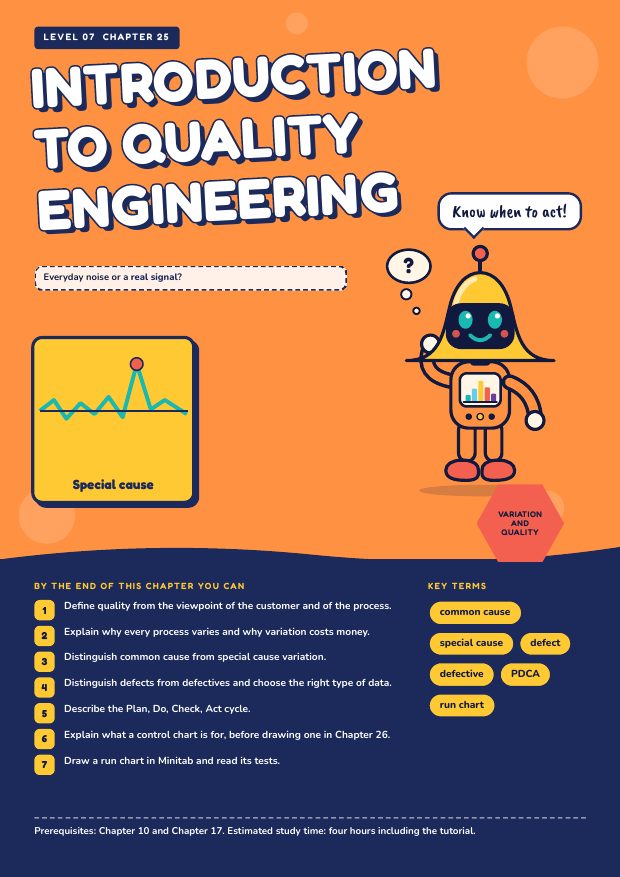 LEVEL 07 CHAPTER 25
INTRODUCTION
TO QUALITY
ENGINEERING
Know when to act!
?
Everyday noise or a real signal?
Special cause
VARIATION
AND
QUALITY
BY THE END OF THIS CHAPTER YOU CAN
1 Define quality from the viewpoint of the customer and of the process.
2 Explain why every process varies and why variation costs money.
3 Distinguish common cause from special cause variation.
4 Distinguish defects from defectives and choose the right type of data.
5 Describe the Plan, Do, Check, Act cycle.
6 Explain what a control chart is for, before drawing one in Chapter 26.
7 Draw a run chart in Minitab and read its tests.
KEY TERMS
common cause
special cause defect
defective PDCA
run chart
Prerequisites: Chapter 10 and Chapter 17. Estimated study time: four hours including the tutorial.